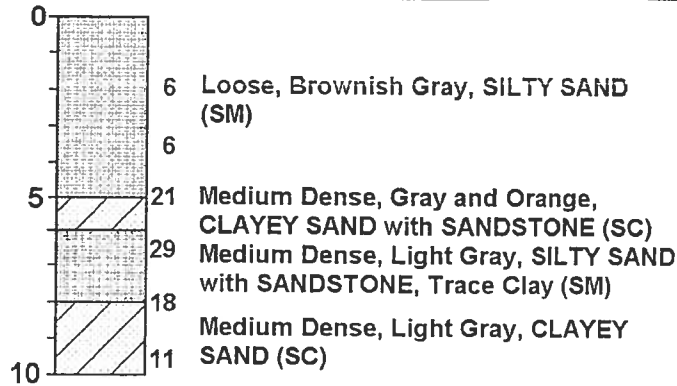 0
6 Loose, Brownish Gray, SILTY SAND
(SM)
6
5 21 Medium Dense, Gray and Orange,
CLAYEY SAND with SANDSTONE (SC)
29 Medium Dense, Light Gray, SILTY SAND
with SANDSTONE, Trace Clay (SM)
18
Medium Dense, Light Gray, CLAYEY
SAND (SC)
11
10